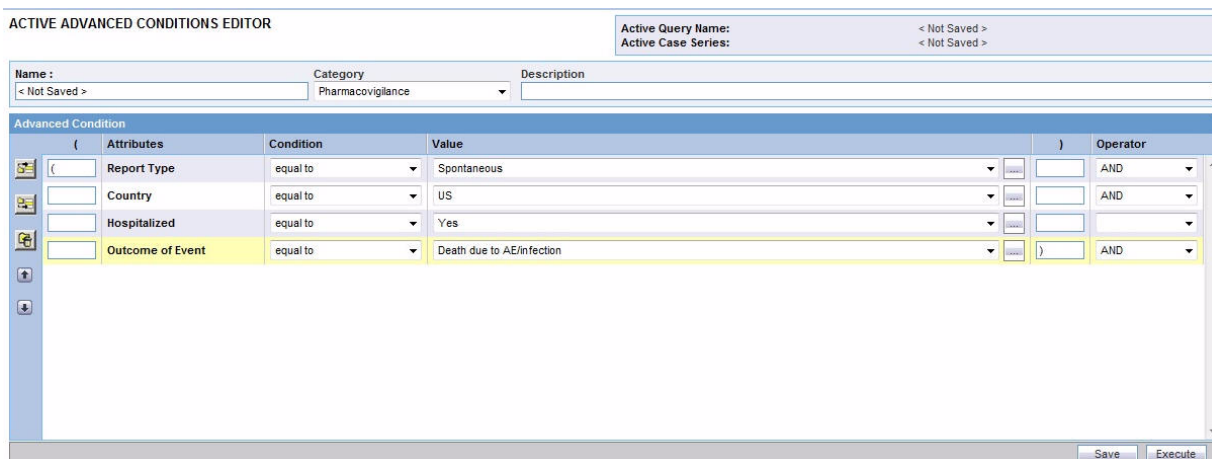 ACTIVE ADVANCED CONDITIONS EDITOR
Active Query Name: < Not Saved >
Active Case Series: < Not Saved >
Name : Category Description
< Not Saved > Pharmacovigilance
Advanced Condition
( Attributes Condition Value ) Operator
( Report Type equal to Spontaneous ... AND
Country equal to US ... AND
Hospitalized equal to Yes ...
Outcome of Event equal to Death due to AE/infection ... ) AND
Save Execute